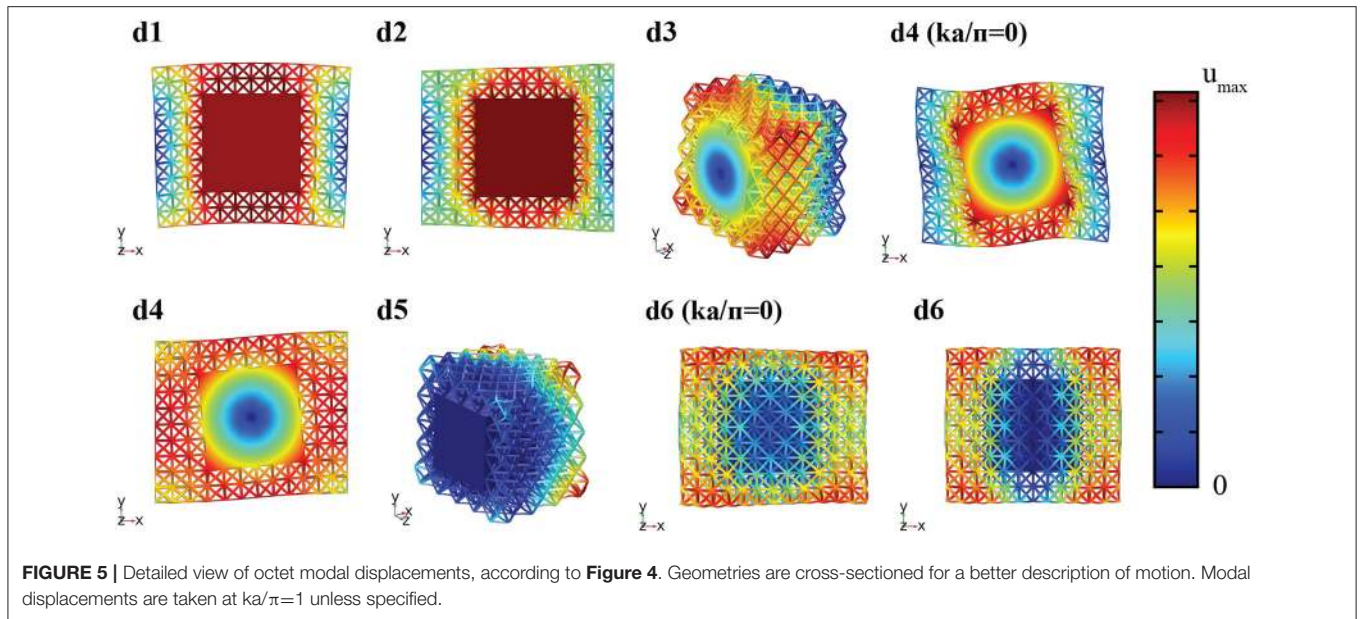 d1
d2
d3
d4 (ka/π=0)
u max
y
z x
y
z x
y
x
z
y
z x
d4
d5
d6 (ka/π=0)
d6
y
z x
y
x
z
y
z x
y
z x
0
FIGURE 5 | Detailed view of octet modal displacements, according to Figure 4. Geometries are cross-sectioned for a better description of motion. Modal
displacements are taken at ka/π=1 unless specified.